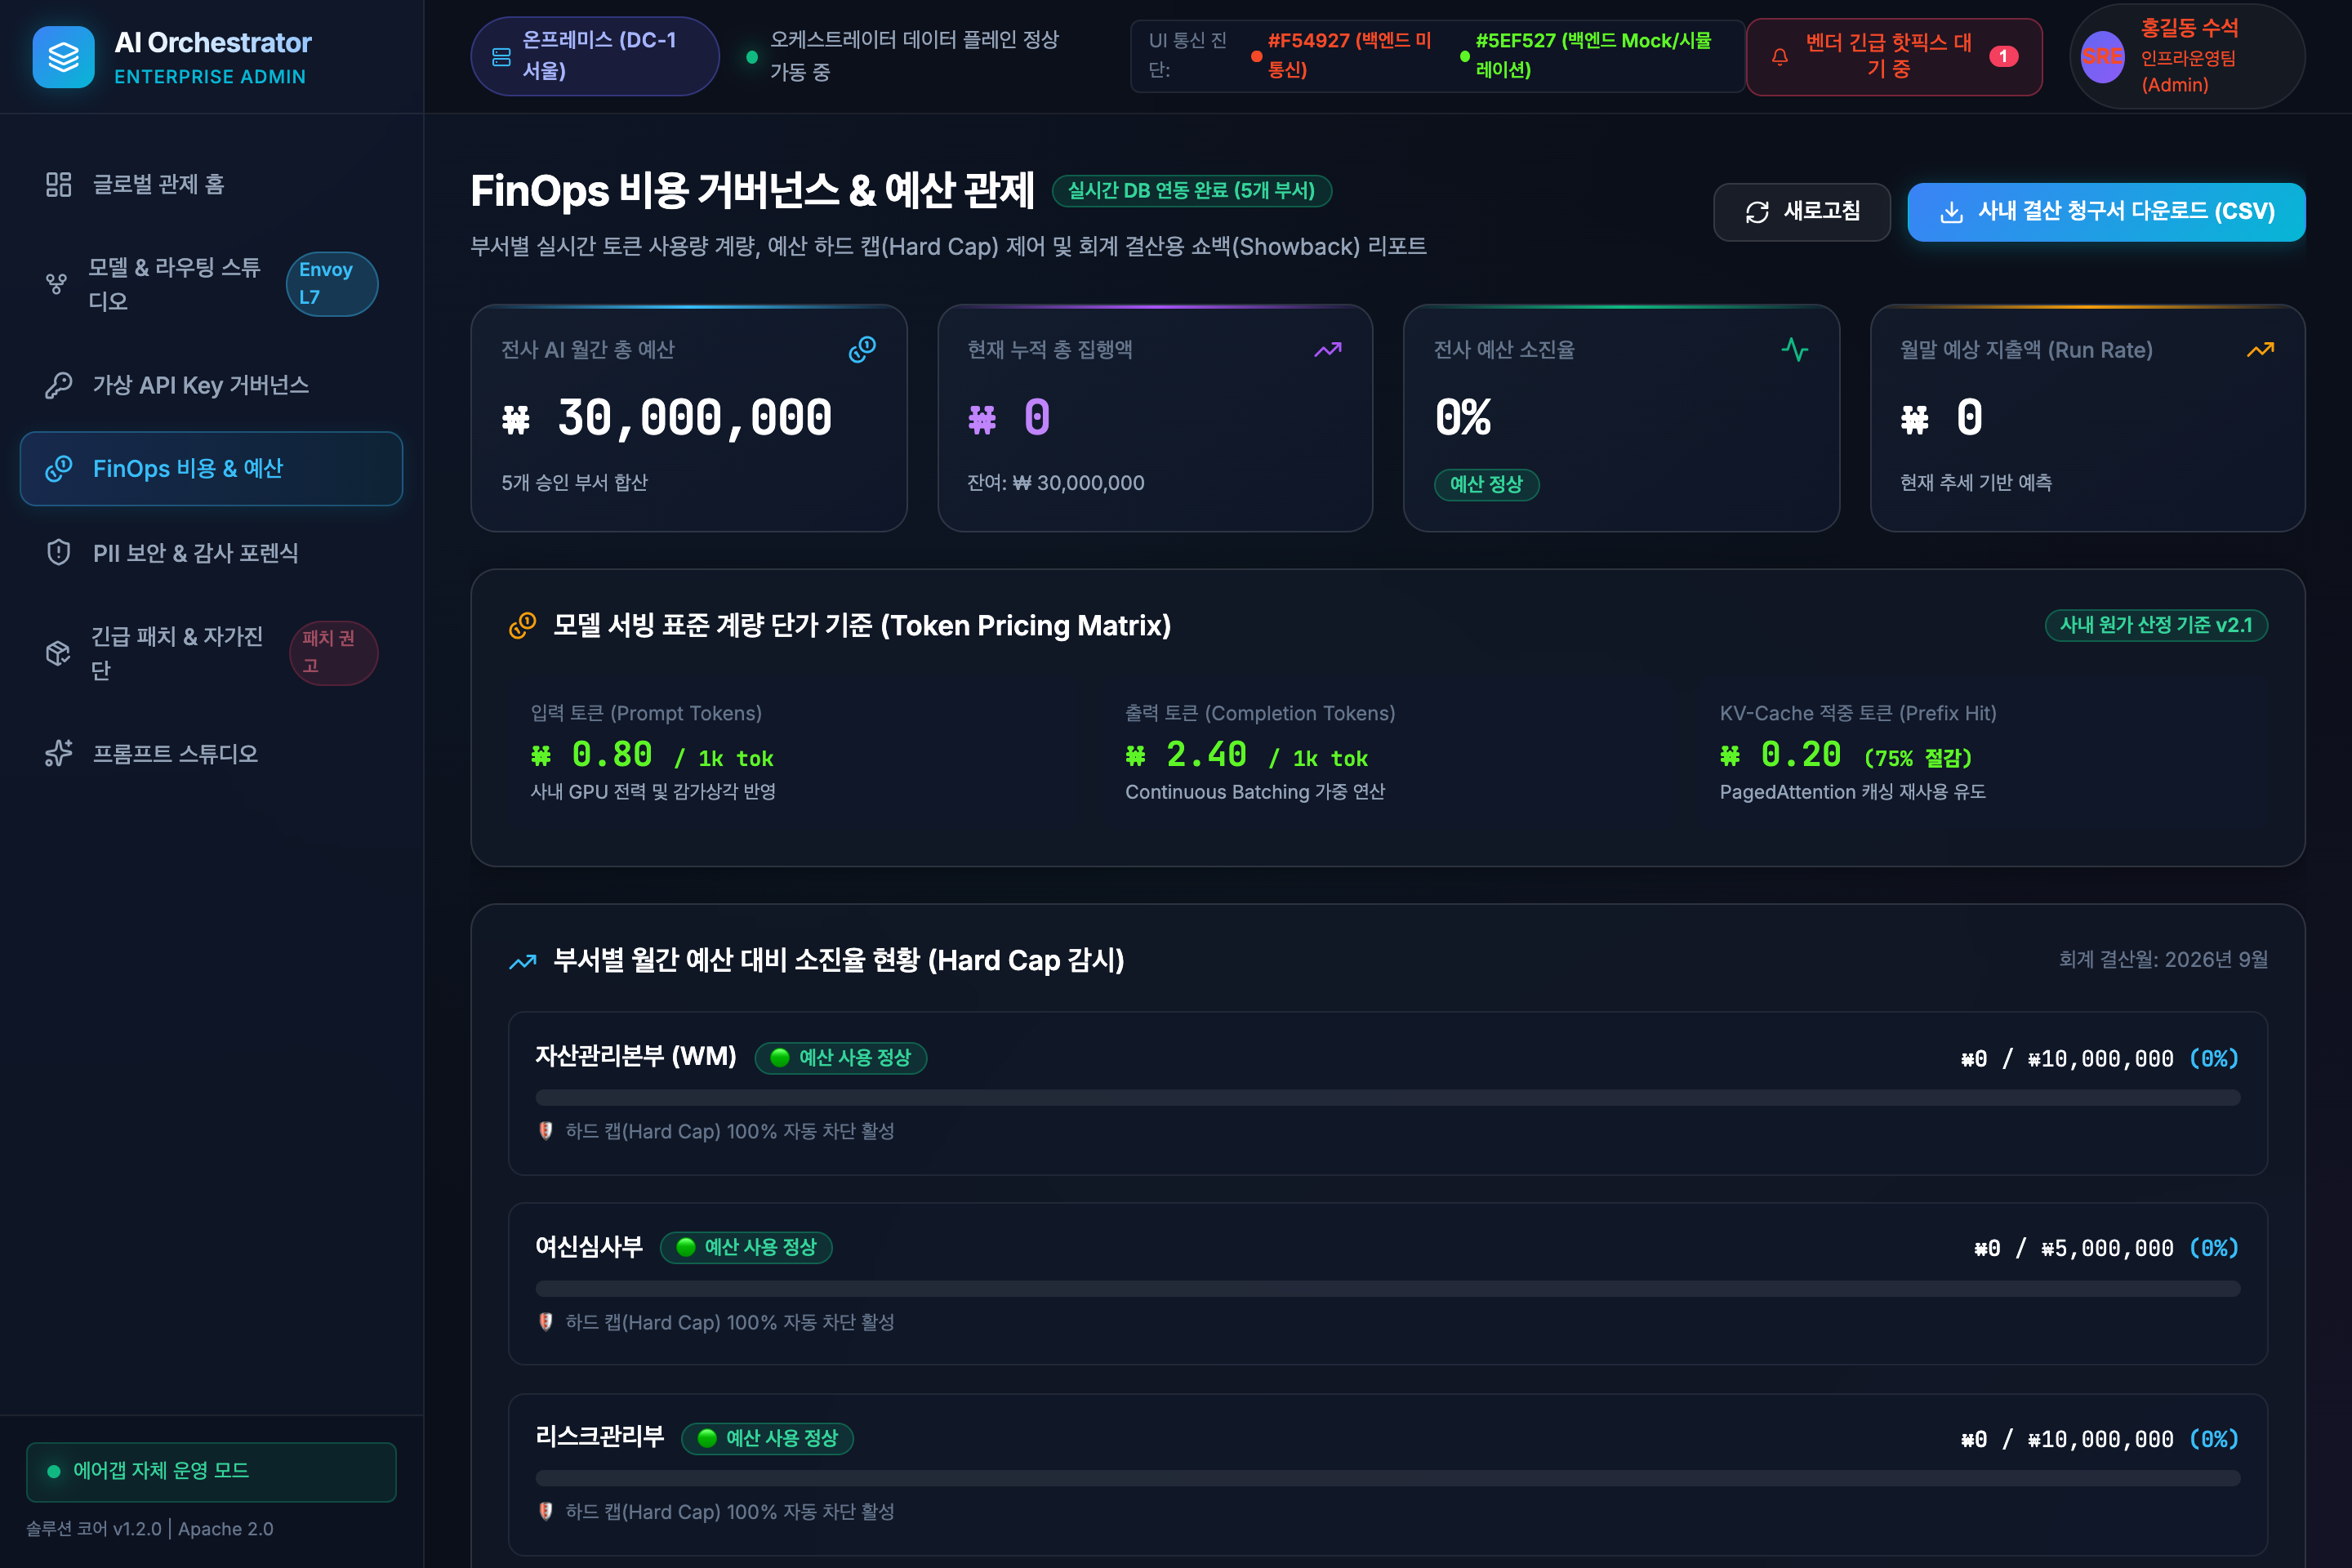 AI Orchestrator
ENTERPRISE ADMIN
글로벌 관제 홈
모델 & 라우팅 스튜
디오
Envoy
L7
가상 API Key 거버넌스
FinOps 비용 & 예산
PII 보안 & 감사 포렌식
긴급 패치 & 자가진
단
패치 권
고
프롬프트 스튜디오
에어갭 자체 운영 모드
솔루션 코어 v1.2.0 | Apache 2.0
온프레미스 (DC-1
서울)
오케스트레이터 데이터 플레인 정상
가동 중
UI 통신 진
단:
#F54927 (백엔드 미
통신)
#5EF527 (백엔드 Mock/시뮬
레이션)
벤더 긴급 핫픽스 대
기 중
1
SRE
홍길동 수석
인프라운영팀
(Admin)
FinOps 비용 거버넌스 & 예산 관제
실시간 DB 연동 완료 (5개 부서)
부서별 실시간 토큰 사용량 계량, 예산 하드 캡(Hard Cap) 제어 및 회계 결산용 쇼백(Showback) 리포트
새로고침
사내 결산 청구서 다운로드 (CSV)
전사 AI 월간 총 예산
₩ 30,000,000
5개 승인 부서 합산
현재 누적 총 집행액
₩ 0
잔여: ₩ 30,000,000
전사 예산 소진율
0%
예산 정상
월말 예상 지출액 (Run Rate)
₩ 0
현재 추세 기반 예측
모델 서빙 표준 계량 단가 기준 (Token Pricing Matrix)
사내 원가 산정 기준 v2.1
입력 토큰 (Prompt Tokens)
₩ 0.80 / 1k tok
사내 GPU 전력 및 감가상각 반영
출력 토큰 (Completion Tokens)
₩ 2.40 / 1k tok
Continuous Batching 가중 연산
KV-Cache 적중 토큰 (Prefix Hit)
₩ 0.20 (75% 절감)
PagedAttention 캐싱 재사용 유도
부서별 월간 예산 대비 소진율 현황 (Hard Cap 감시)
회계 결산월: 2026년 9월
자산관리본부 (WM)
예산 사용 정상
₩0 / ₩10,000,000 (0%)
하드 캡(Hard Cap) 100% 자동 차단 활성
여신심사부
예산 사용 정상
₩0 / ₩5,000,000 (0%)
하드 캡(Hard Cap) 100% 자동 차단 활성
리스크관리부
예산 사용 정상
₩0 / ₩10,000,000 (0%)
하드 캡(Hard Cap) 100% 자동 차단 활성